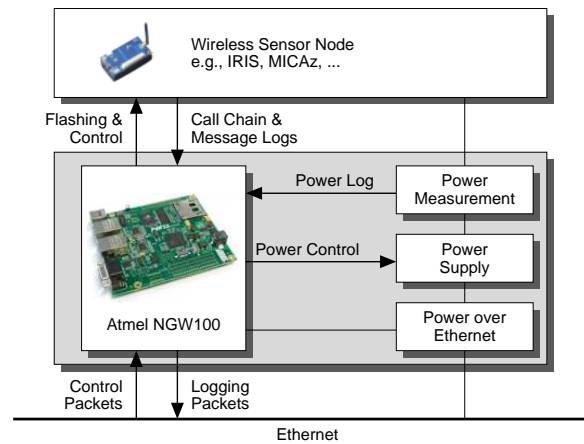 Wireless Sensor Node
e.g., IRIS, MICAz, ...
Flashing &
Control
Call Chain &
Message Logs
Power Log
Power
Measurement
Power Control
Power
Supply
Atmel NGW100
Power over
Ethernet
Control
Packets
Logging
Packets
Ethernet